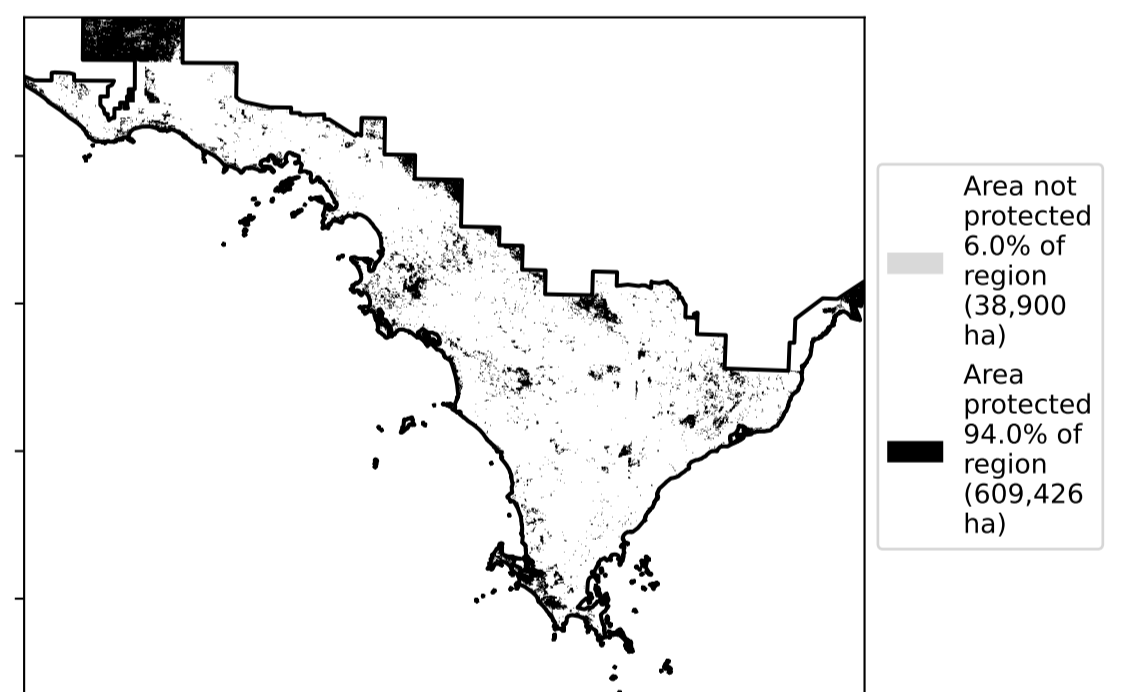 Area not
protected
6.0% of
region
(38,900
ha)
Area
protected
94.0% of
region
(609,426
ha)